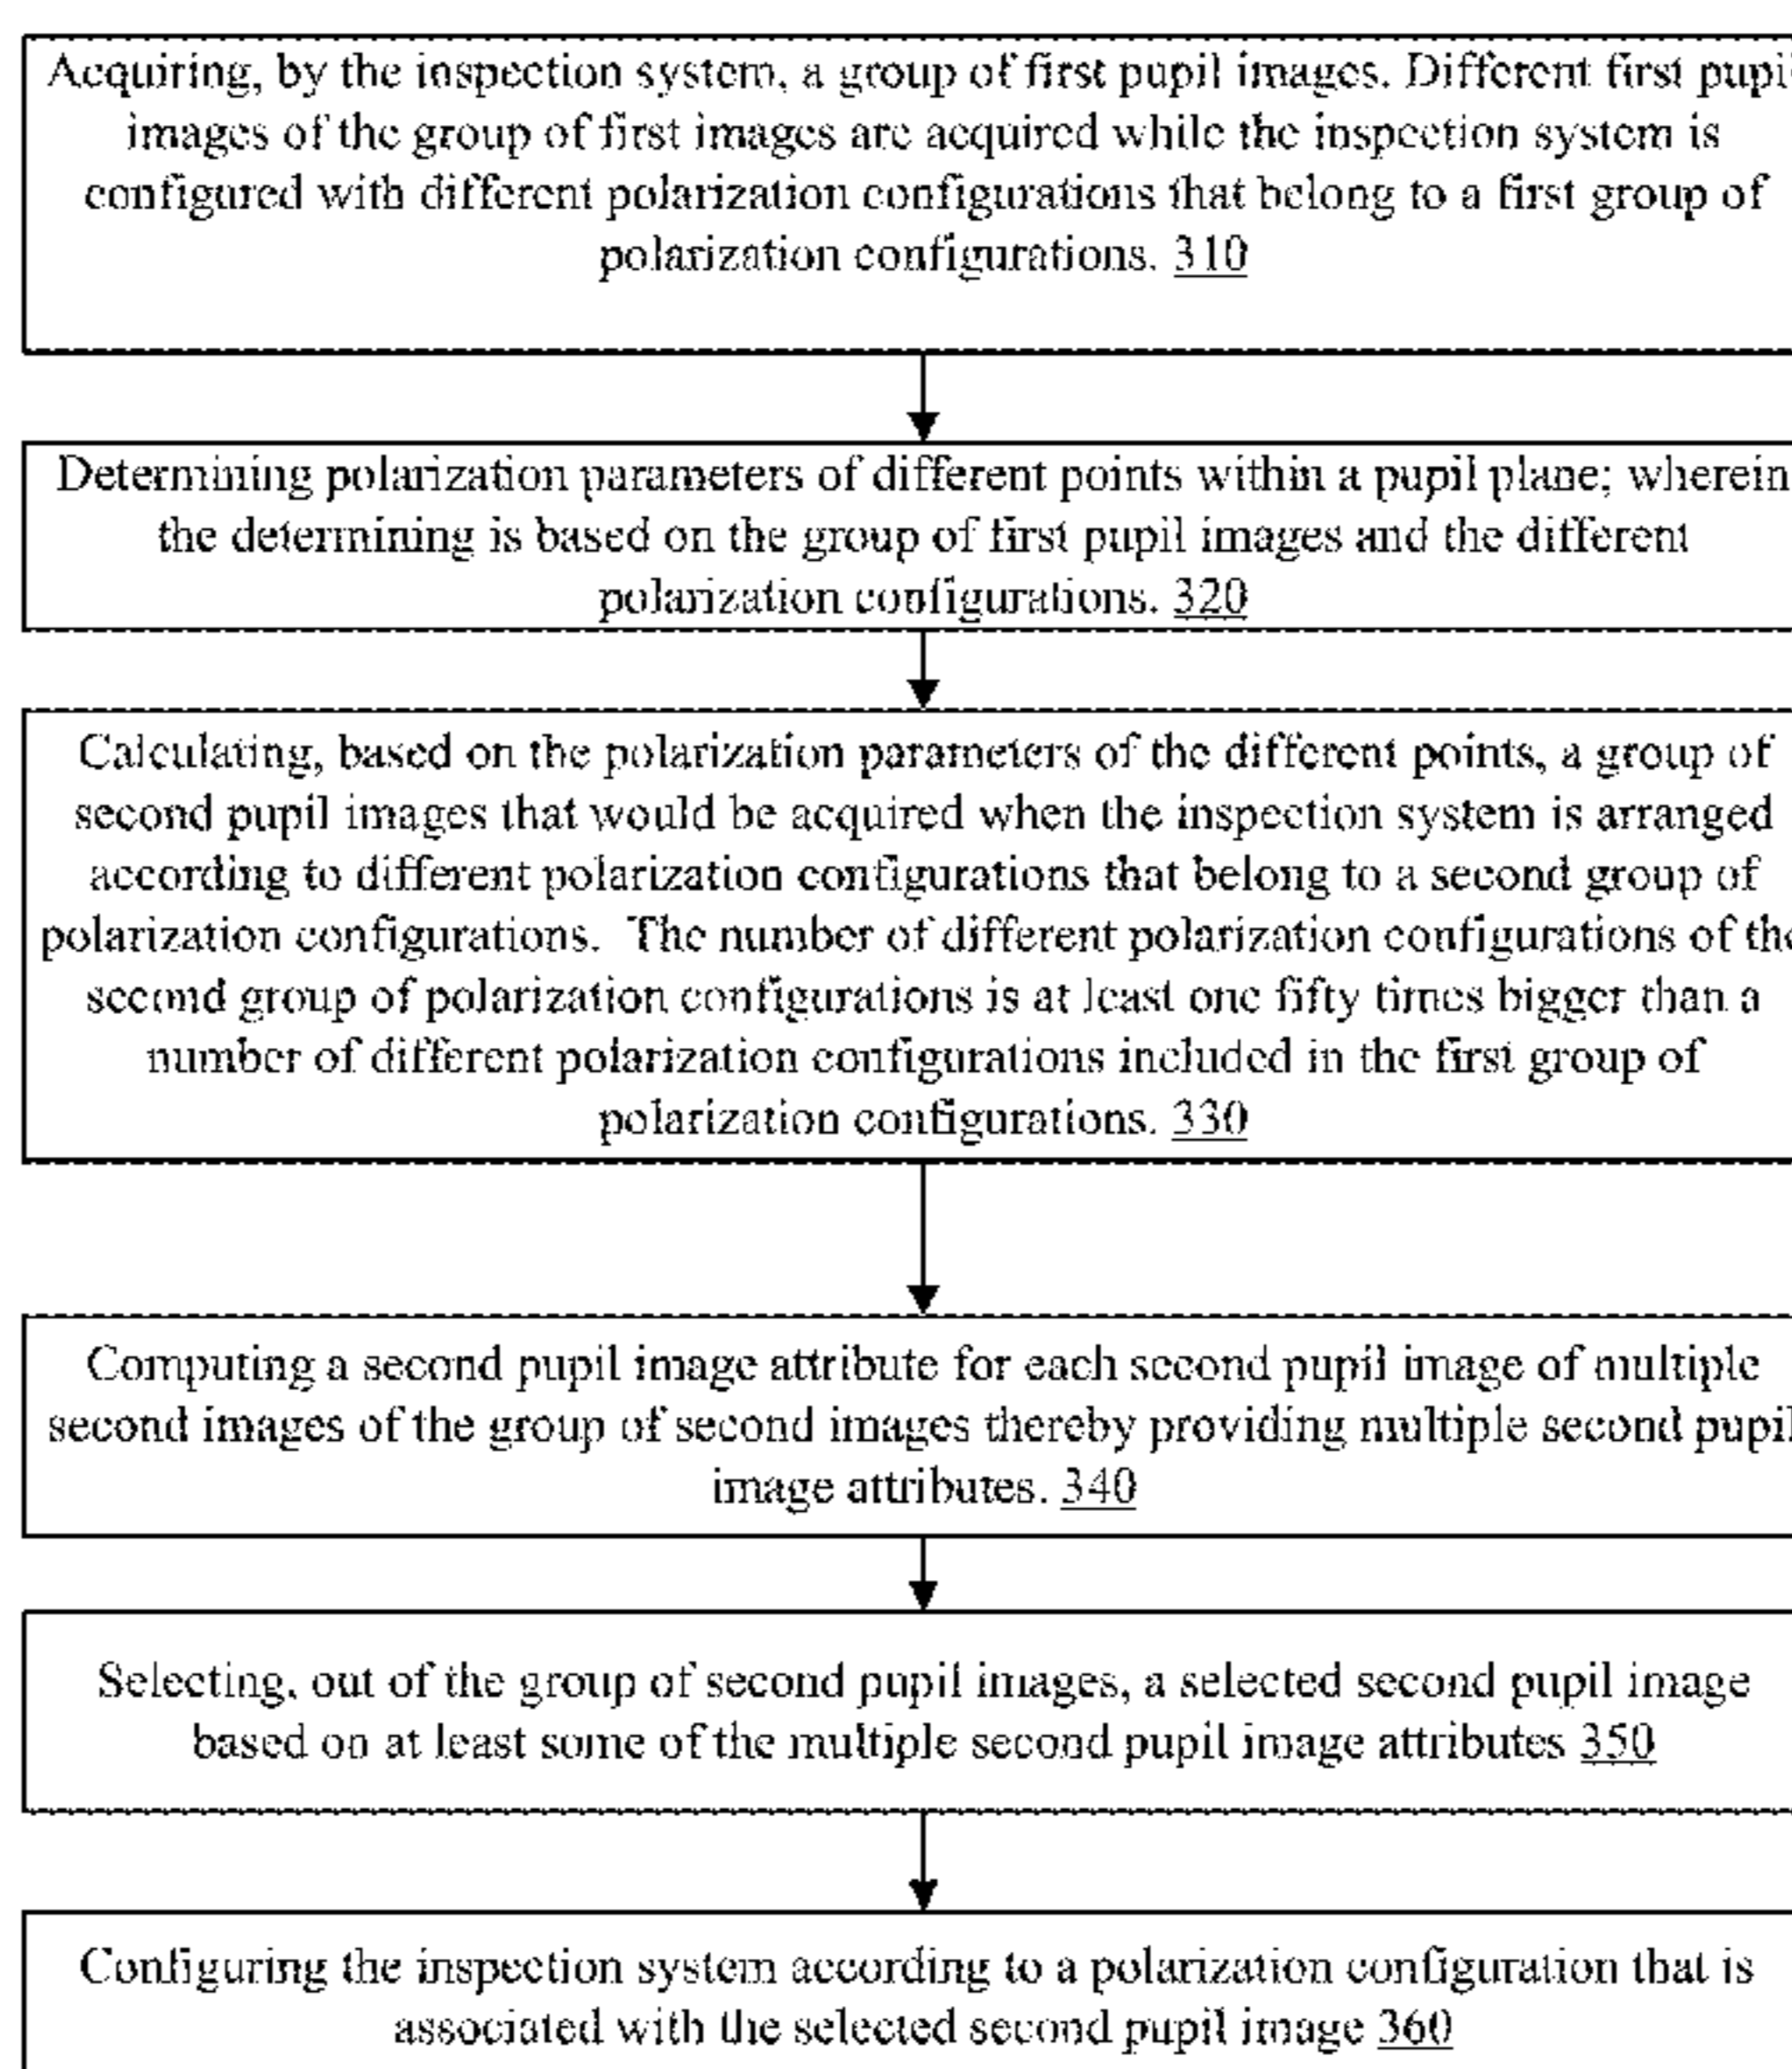 Acquiring, by the inspection system, a group of first pupil images. Different first pupi
images of the group of first images are acquired while the inspection system is
configured with different polarization configurations that belong to a first group of
polarization configurations. 310
Determining polarization parameters of different points within a pupil plane; wherein
the determining is based on the group of first pupil images and the different
polarization configurations. 320
Calculating, based on the polarization parameters of the different points, a group of
second pupil images that would be acquired when the inspection system is arranged
according to different polarization configurations that belong to a second group of
polarization configurations. The number of different polarization configurations of the
second group of polarization configurations is at least one fifty times bigger than a
number of different polarization configurations included in the first group of
polarization configurations. 330
Computing a second pupil image attribute for each second pupil image of multiple
second images of the group of second images thereby providing multiple second pupil
image attributes. 340
Selecting, out of the group of second pupil images, a selected second pupil image
based on at least some of the multiple second pupil image attributes 350
Configuring the inspection system according to a polarization configuration that is
associated with the selected second pupil image 360